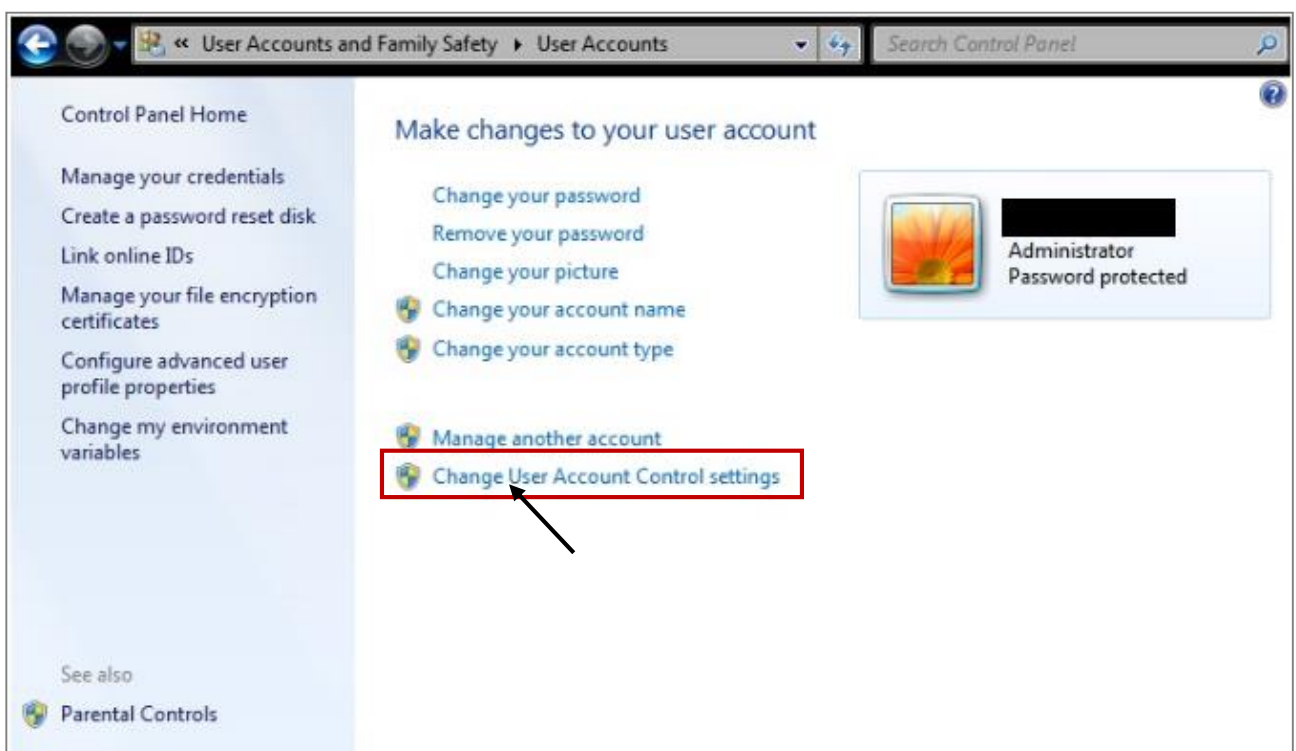 « User Accounts and Family Safety ▸ User Accounts
Search Control Panel
Control Panel Home
Manage your credentials
Create a password reset disk
Link online IDs
Manage your file encryption
certificates
Configure advanced user
profile properties
Change my environment
variables
See also
Parental Controls
Make changes to your user account
Change your password
Remove your password
Change your picture
Change your account name
Change your account type
Manage another account
Change User Account Control settings
Administrator
Password protected